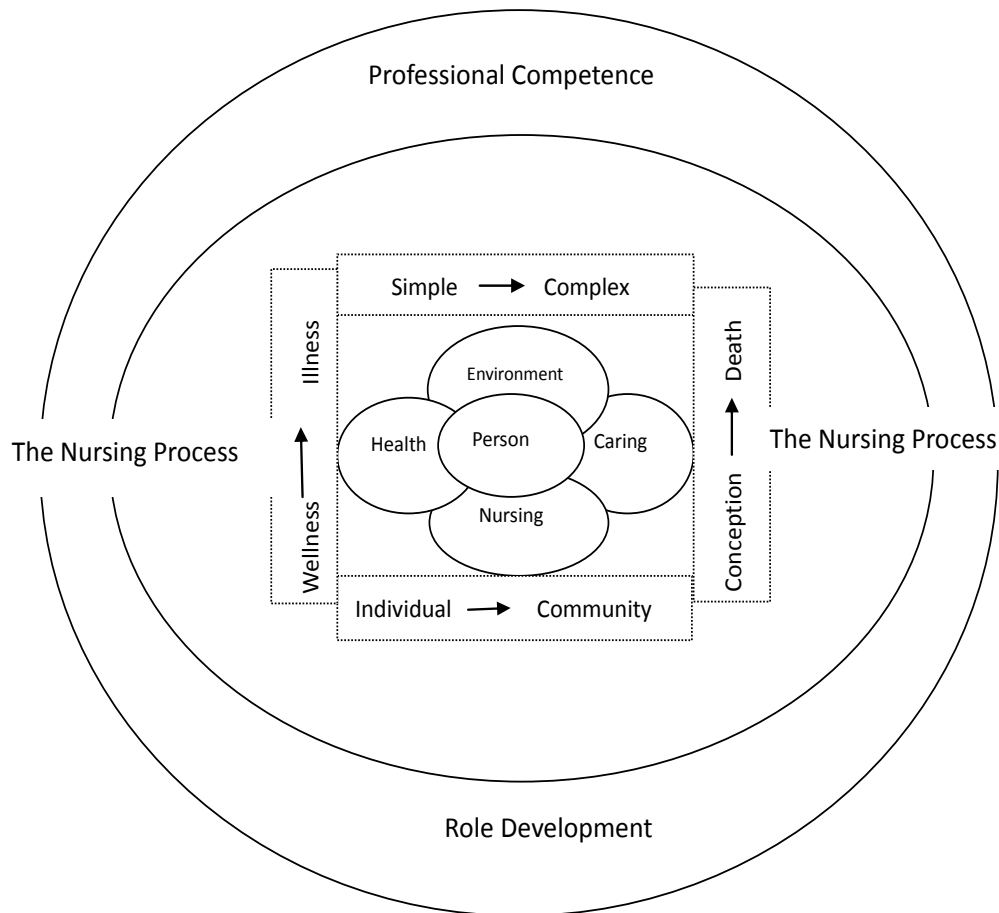 Professional Competence
Simple → Complex
Illness
Death
Environment
Health
Person
Caring
The Nursing Process
The Nursing Process
Nursing
Wellness
Conception
Individual → Community
Role Development